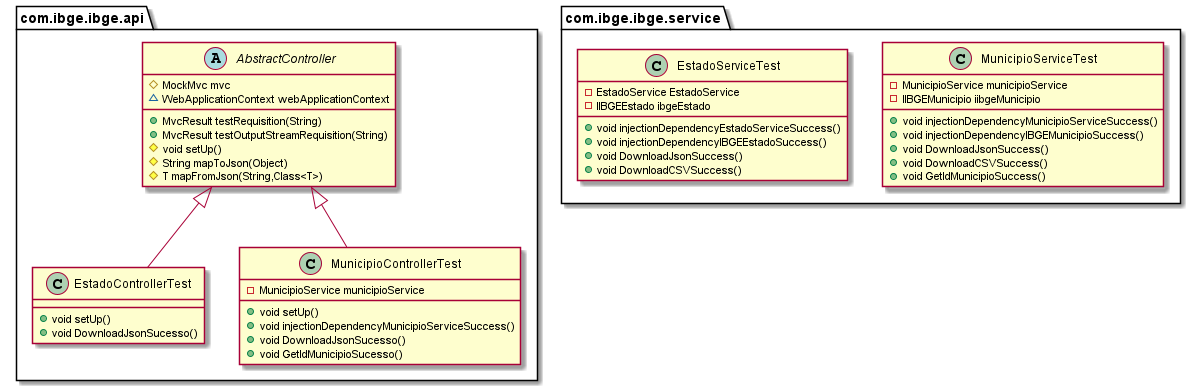 com.ibge.ibge.api
A AbstractController
MockMvc mvc
WebApplicationContext webApplicationContext
MvcResult testRequisition(String)
MvcResult testOutputStreamRequisition(String)
void setUp()
String mapToJson(Object)
T mapFromJson(String,Class<T>)
C EstadoControllerTest
void setUp()
void DownloadJsonSucesso()
C MunicipioControllerTest
MunicipioService municipioService
void setUp()
void injectionDependencyMunicipioServiceSuccess()
void DownloadJsonSucesso()
void GetIdMunicipioSucesso()
com.ibge.ibge.service
C EstadoServiceTest
EstadoService EstadoService
IIBGEEstado ibgeEstado
void injectionDependencyEstadoServiceSuccess()
void injectionDependencyIBGEEstadoSuccess()
void DownloadJsonSuccess()
void DownloadCSVSuccess()
C MunicipioServiceTest
MunicipioService municipioService
IIBGEMunicipio iibgeMunicipio
void injectionDependencyMunicipioServiceSuccess()
void injectionDependencyIBGEMunicipioSuccess()
void DownloadJsonSuccess()
void DownloadCSVSuccess()
void GetIdMunicipioSuccess()